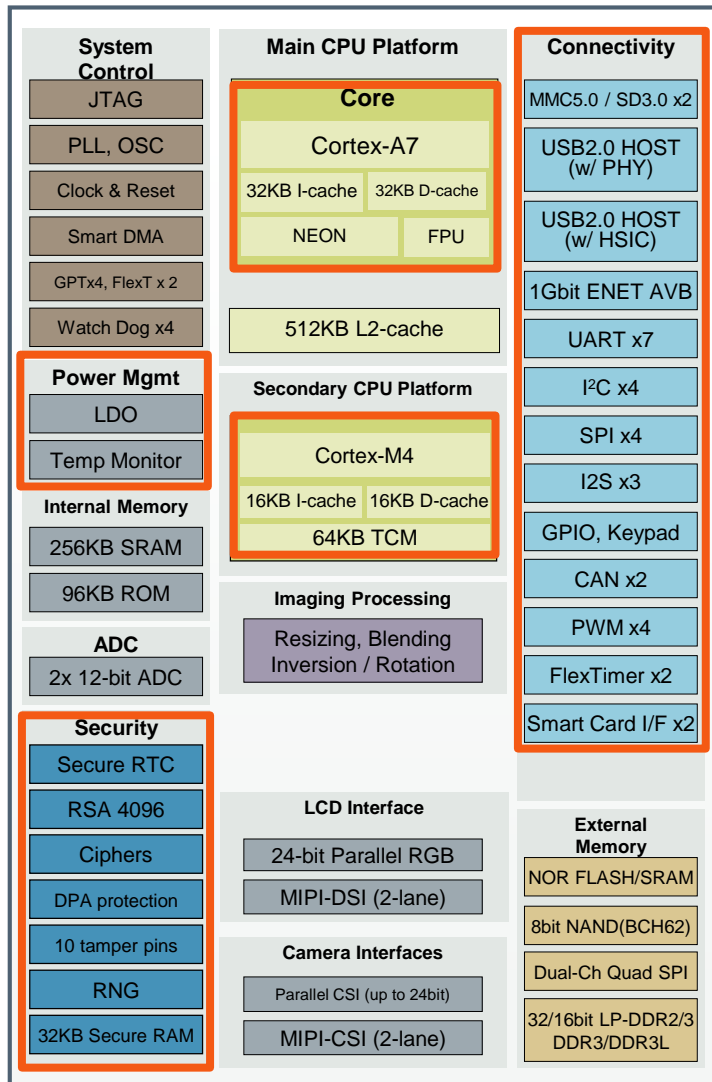 System
Control
JTAG
PLL, OSC
Clock & Reset
Smart DMA
GPTx4, FlexT x 2
Watch Dog x4
Power Mgmt
LDO
Temp Monitor
Internal Memory
256KB SRAM
96KB ROM
ADC
2x 12-bit ADC
Security
Secure RTC
RSA 4096
Ciphers
DPA protection
10 tamper pins
RNG
32KB Secure RAM
Main CPU Platform
Core
Cortex-A7
32KB I-cache
32KB D-cache
NEON
FPU
512KB L2-cache
Secondary CPU Platform
Cortex-M4
16KB I-cache
16KB D-cache
64KB TCM
Imaging Processing
Resizing, Blending
Inversion / Rotation
LCD Interface
24-bit Parallel RGB
MIPI-DSI (2-lane)
Camera Interfaces
Parallel CSI (up to 24bit)
MIPI-CSI (2-lane)
Connectivity
MMC5.0 / SD3.0 x2
USB2.0 HOST
(w/ PHY)
USB2.0 HOST
(w/ HSIC)
1Gbit ENET AVB
UART x7
I²C x4
SPI x4
I2S x3
GPIO, Keypad
CAN x2
PWM x4
FlexTimer x2
Smart Card I/F x2
External
Memory
NOR FLASH/SRAM
8bit NAND(BCH62)
Dual-Ch Quad SPI
32/16bit LP-DDR2/3
DDR3/DDR3L